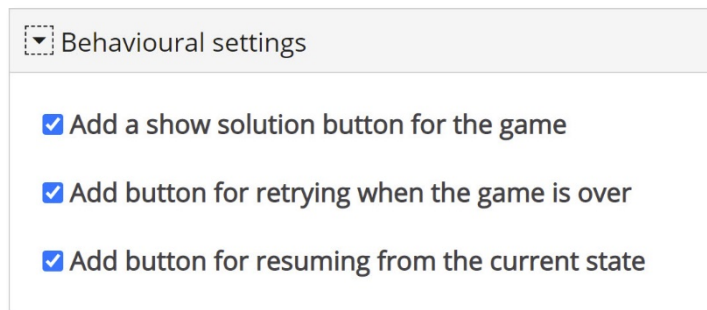 Behavioural settings
Add a show solution button for the game
Add button for retrying when the game is over
Add button for resuming from the current state